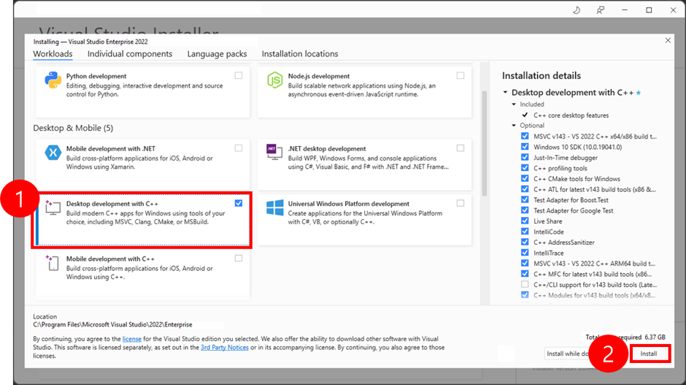 Visual Studio Installer
Installing — Visual Studio Enterprise 2022
Workloads Individual components Language packs Installation locations
Python development
Editing, debugging, interactive development and source
control for Python.
Node.js development
Build scalable network applications using Node.js, an
asynchronous event-driven JavaScript runtime.
Desktop & Mobile (5)
Mobile development with .NET
Build cross-platform applications for iOS, Android or
Windows using Xamarin.
.NET desktop development
Build WPF, Windows Forms, and console applications
using C#, Visual Basic, and F# with .NET and .NET Frame...
1
Desktop development with C++
Build modern C++ apps for Windows using tools of your
choice, including MSVC, Clang, CMake, or MSBuild.
Universal Windows Platform development
Create applications for the Universal Windows Platform
with C#, VB, or optionally C++.
Mobile development with C++
Build cross-platform applications for iOS, Android or
Windows using C++.
Installation details
Desktop development with C++
Included
C++ core desktop features
Optional
MSVC v143 - VS 2022 C++ x64/x86 build t...
Windows 10 SDK (10.0.19041.0)
Just-In-Time debugger
C++ profiling tools
C++ CMake tools for Windows
C++ ATL for latest v143 build tools (x86 &...
Test Adapter for Boost.Test
Test Adapter for Google Test
Live Share
IntelliCode
C++ AddressSanitizer
IntelliTrace
MSVC v143 - VS 2022 C++ ARM64 build t...
C++ MFC for latest v143 build tools (x86...
C++/CLI support for v143 build tools (Late...
C++ Modules for v143 build tools (x64/x8...
Location
C:\Program Files\Microsoft Visual Studio\2022\Enterprise
By continuing, you agree to the license for the Visual Studio edition you selected. We also offer the ability to download other software with Visual
Studio. This software is licensed separately, as set out in the 3rd Party Notices or in its accompanying license. By continuing, you also agree to those
licenses.
required 6.37 GB
Install while
2
Install